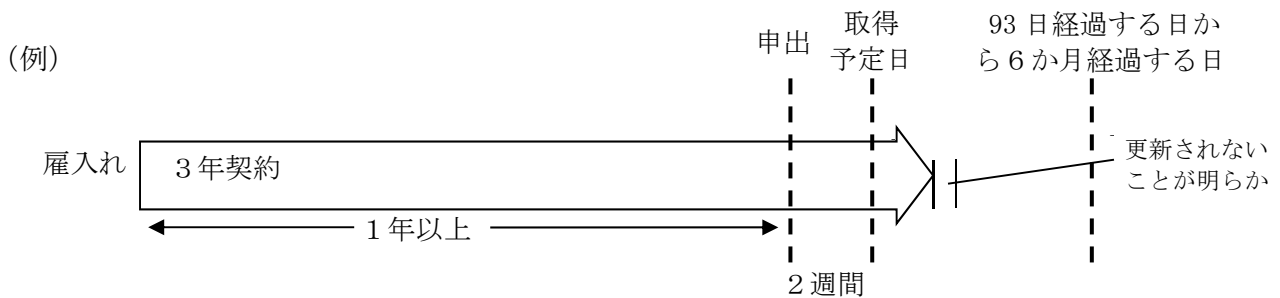 (例)
申出
取得
予定日
93 日経過する日か
ら６か月経過する日
雇入れ
３年契約
更新されない
ことが明らか
１年以上
２週間